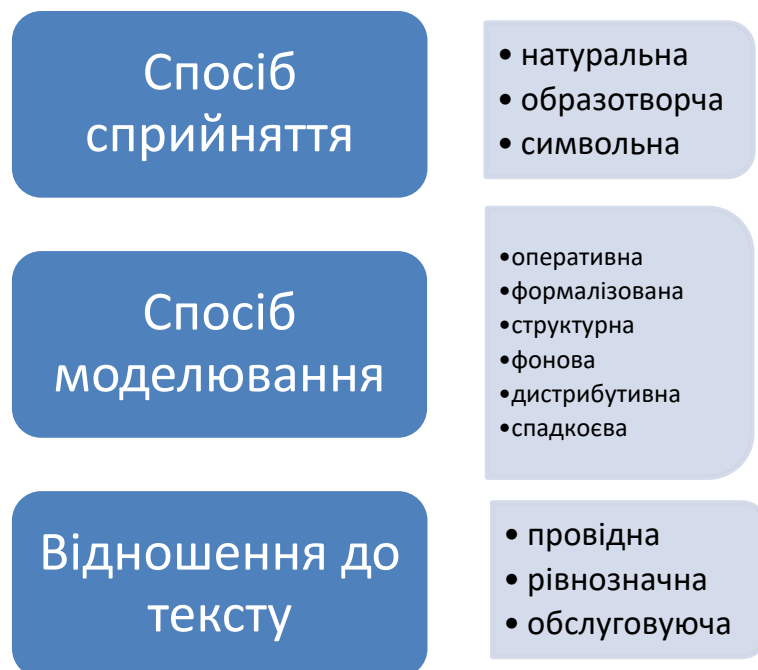 Спосіб
сприйняття
• натуральна
• образотворча
• символьна
Спосіб
моделювання
•оперативна
•формалізована
•структурна
•фонова
•дистрибутивна
•спадкоєва
Відношення до
тексту
• провідна
• рівнозначна
• обслуговуюча